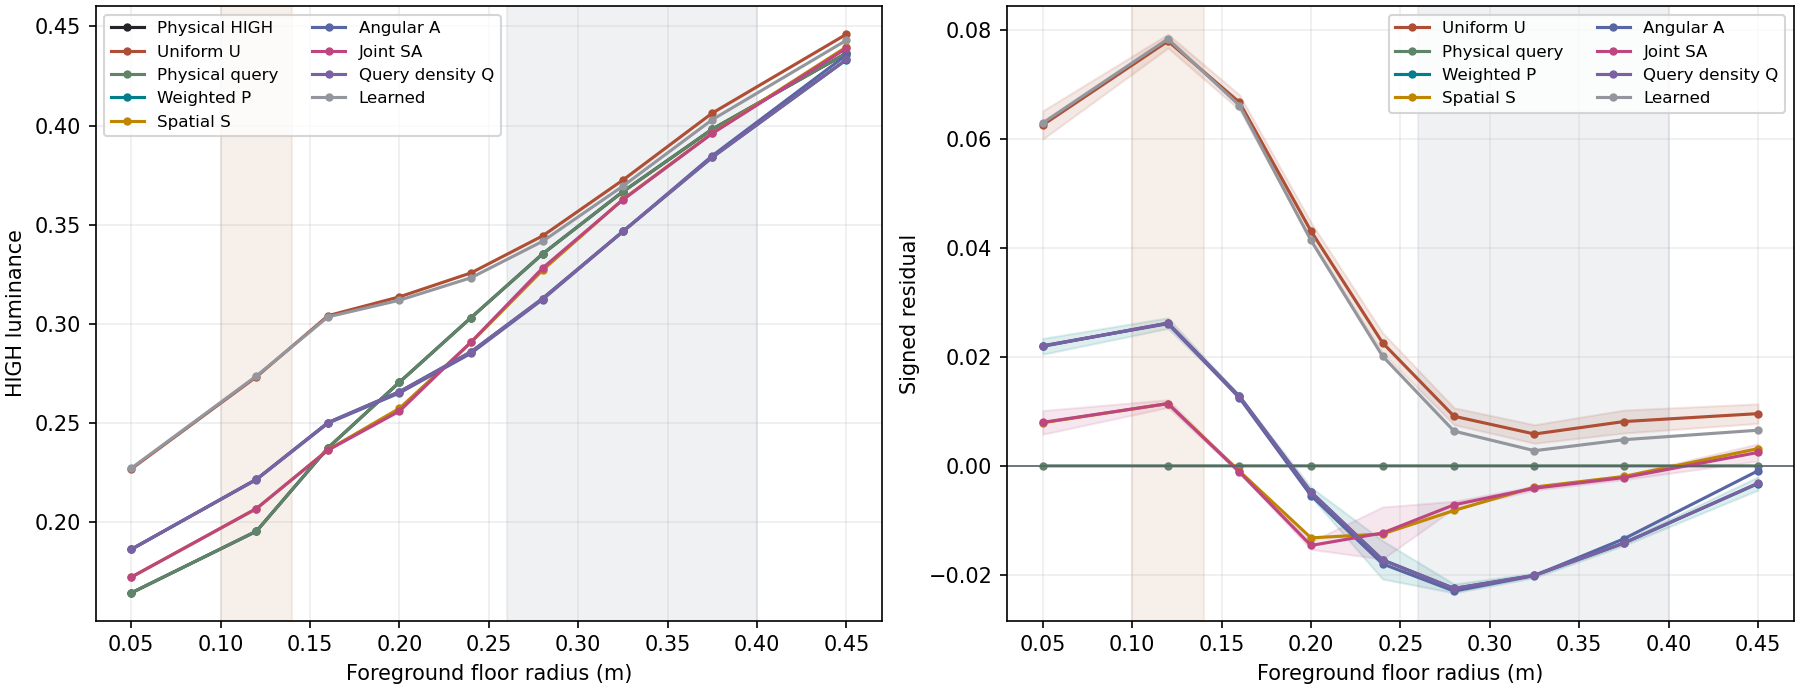 0.45
0.40
0.35
0.30
0.25
0.20
HIGH luminance
Physical HIGH
Uniform U
Physical query
Weighted P
Spatial S
Angular A
Joint SA
Query density Q
Learned
0.05 0.10 0.15 0.20 0.25 0.30 0.35 0.40 0.45
Foreground floor radius (m)
0.08
0.06
0.04
0.02
0.00
−0.02
Signed residual
Uniform U
Physical query
Weighted P
Spatial S
Angular A
Joint SA
Query density Q
Learned
0.05 0.10 0.15 0.20 0.25 0.30 0.35 0.40 0.45
Foreground floor radius (m)